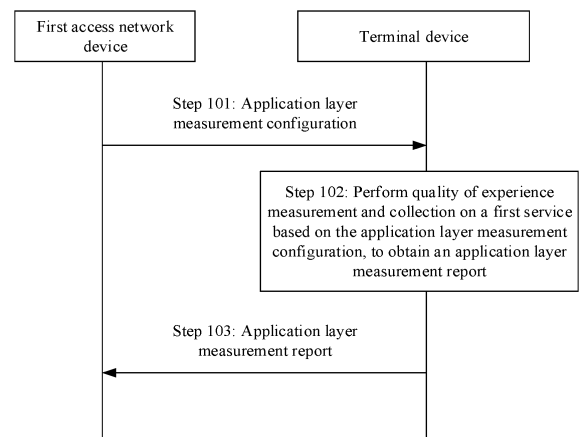 First access network
device
Terminal device
Step 101: Application layer
measurement configuration
Step 102: Perform quality of experience
measurement and collection on a first service
based on the application layer measurement
configuration, to obtain an application layer
measurement report
Step 103: Application layer
measurement report